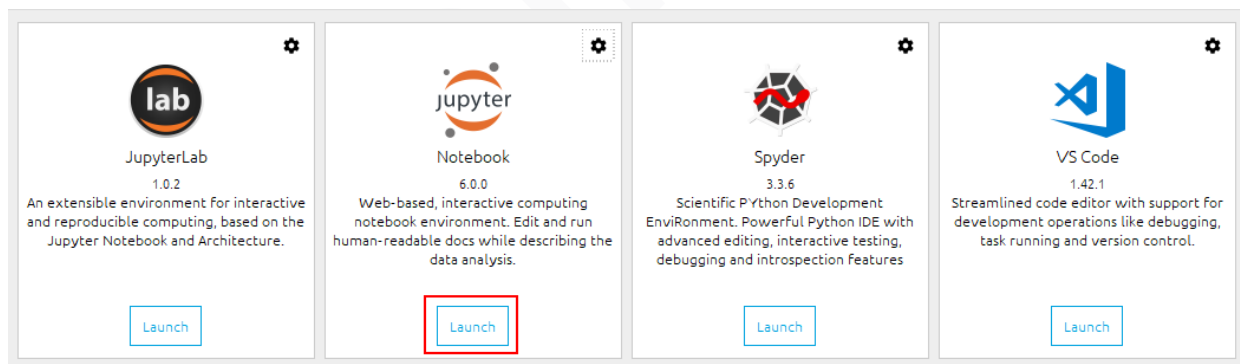 lab
JupyterLab
1.0.2
An extensible environment for interactive
and reproducible computing, based on the
Jupyter Notebook and Architecture.
Launch
jupyter
Notebook
6.0.0
Web-based, interactive computing
notebook environment. Edit and run
human-readable docs while describing the
data analysis.
Launch
Spyder
3.3.6
Scientific PYthon Development
EnviRonment. Powerful Python IDE with
advanced editing, interactive testing,
debugging and introspection features
Launch
VS Code
1.42.1
Streamlined code editor with support for
development operations like debugging,
task running and version control.
Launch